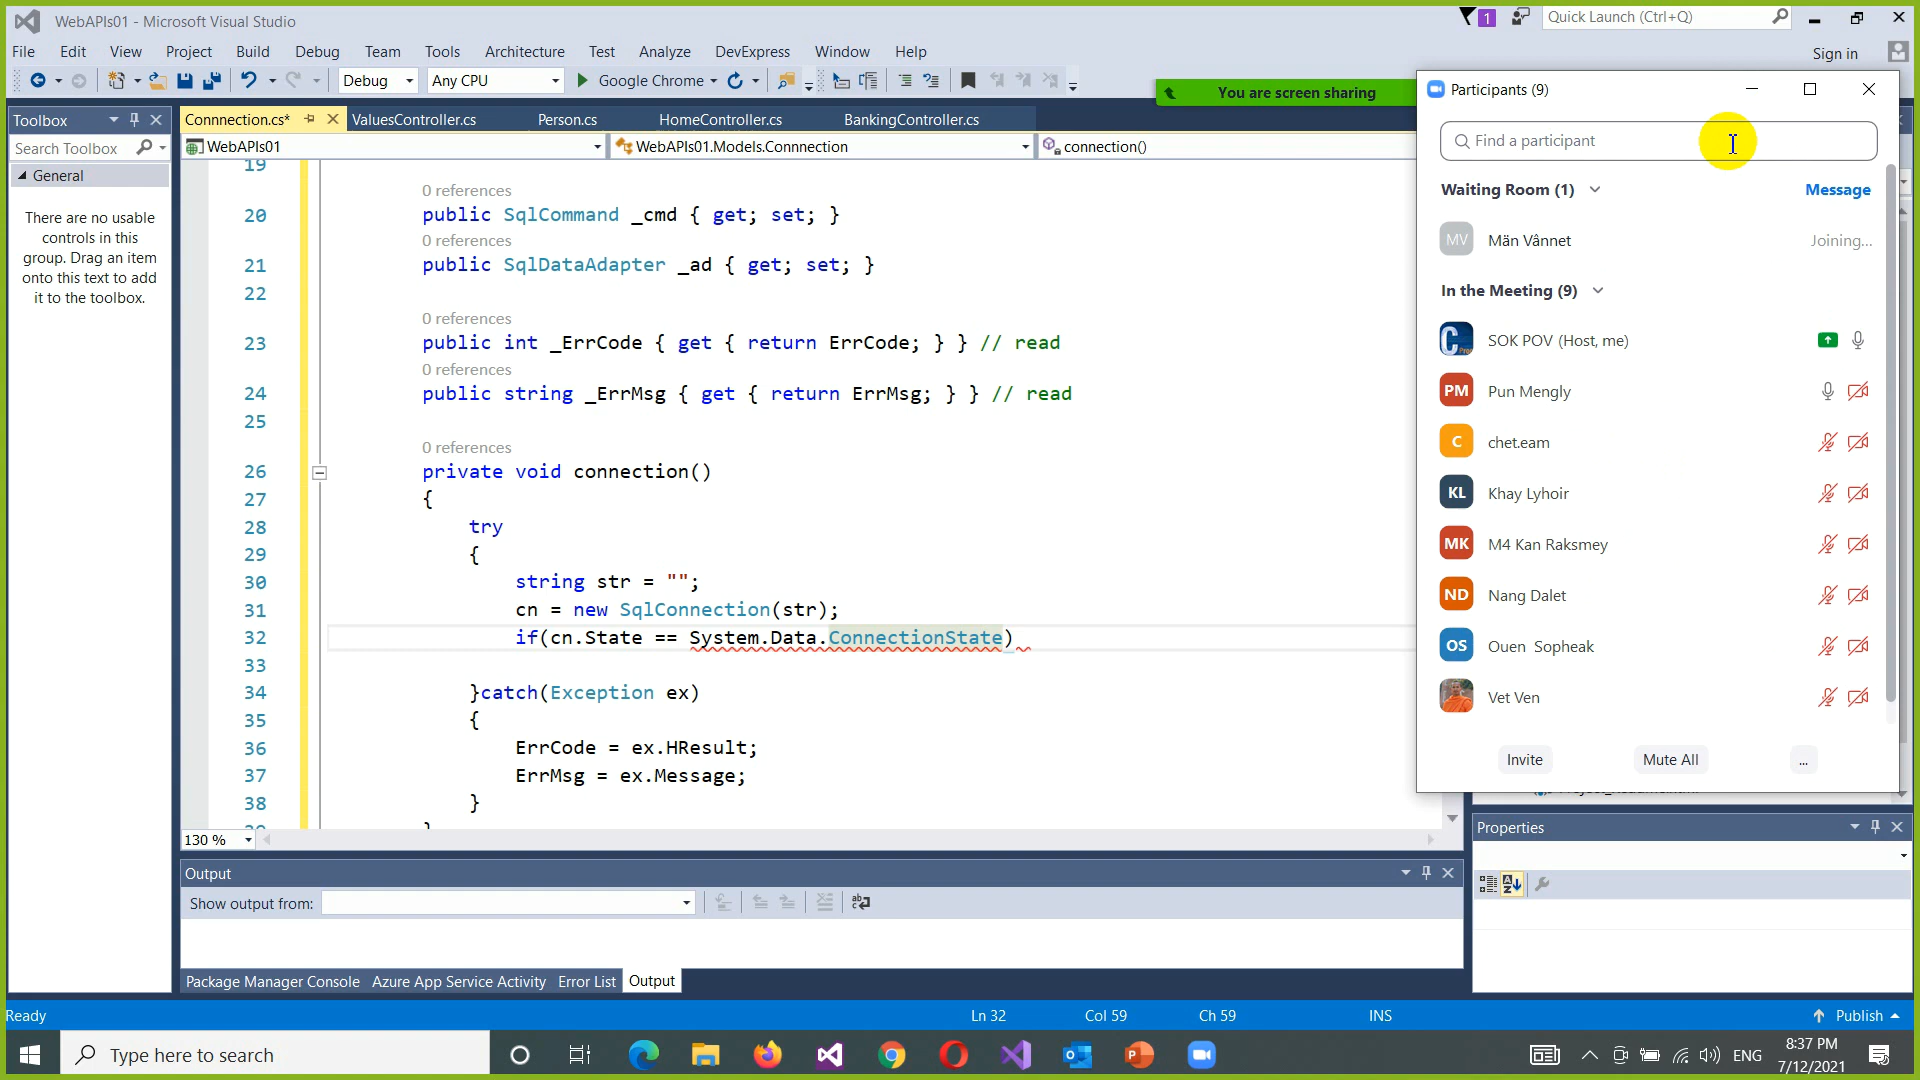 WebAPIs01 - Microsoft Visual Studio
1
Quick Launch (Ctrl+Q)
File Edit View Project Build Debug Team Tools Architecture Test Analyze DevExpress Window Help
Sign in
Debug Any CPU Google Chrome
You are screen sharing
Toolbox
Search Toolbox
General
There are no usable
controls in this
group. Drag an item
onto this text to add
it to the toolbox.
Connnection.cs* ValuesController.cs Person.cs HomeController.cs BankingController.cs
WebAPIs01 WebAPIs01.Models.Connnection connection()
19
0 references
20 public SqlCommand _cmd { get; set; }
0 references
21 public SqlDataAdapter _ad { get; set; }
22
0 references
23 public int _ErrCode { get { return ErrCode; } } // read
0 references
24 public string _ErrMsg { get { return ErrMsg; } } // read
25
0 references
26 private void connection()
27 {
28 try
29 {
30 string str = "";
31 cn = new SqlConnection(str);
32 if(cn.State == System.Data.ConnectionState)
33
34 }catch(Exception ex)
35 {
36 ErrCode = ex.HResult;
37 ErrMsg = ex.Message;
38 }
130 %
Participants (9)
Find a participant
Waiting Room (1) Message
MV Män Vânnet Joining...
In the Meeting (9)
SOK POV (Host, me)
PM Pun Mengly
C chet.eam
KL Khay Lyhoir
MK M4 Kan Raksmey
ND Nang Dalet
OS Ouen Sopheak
Vet Ven
Invite Mute All ...
Output
Show output from:
Package Manager Console Azure App Service Activity Error List Output
Properties
Ready Ln 32 Col 59 Ch 59 INS Publish
Type here to search
ENG
8:37 PM
7/12/2021